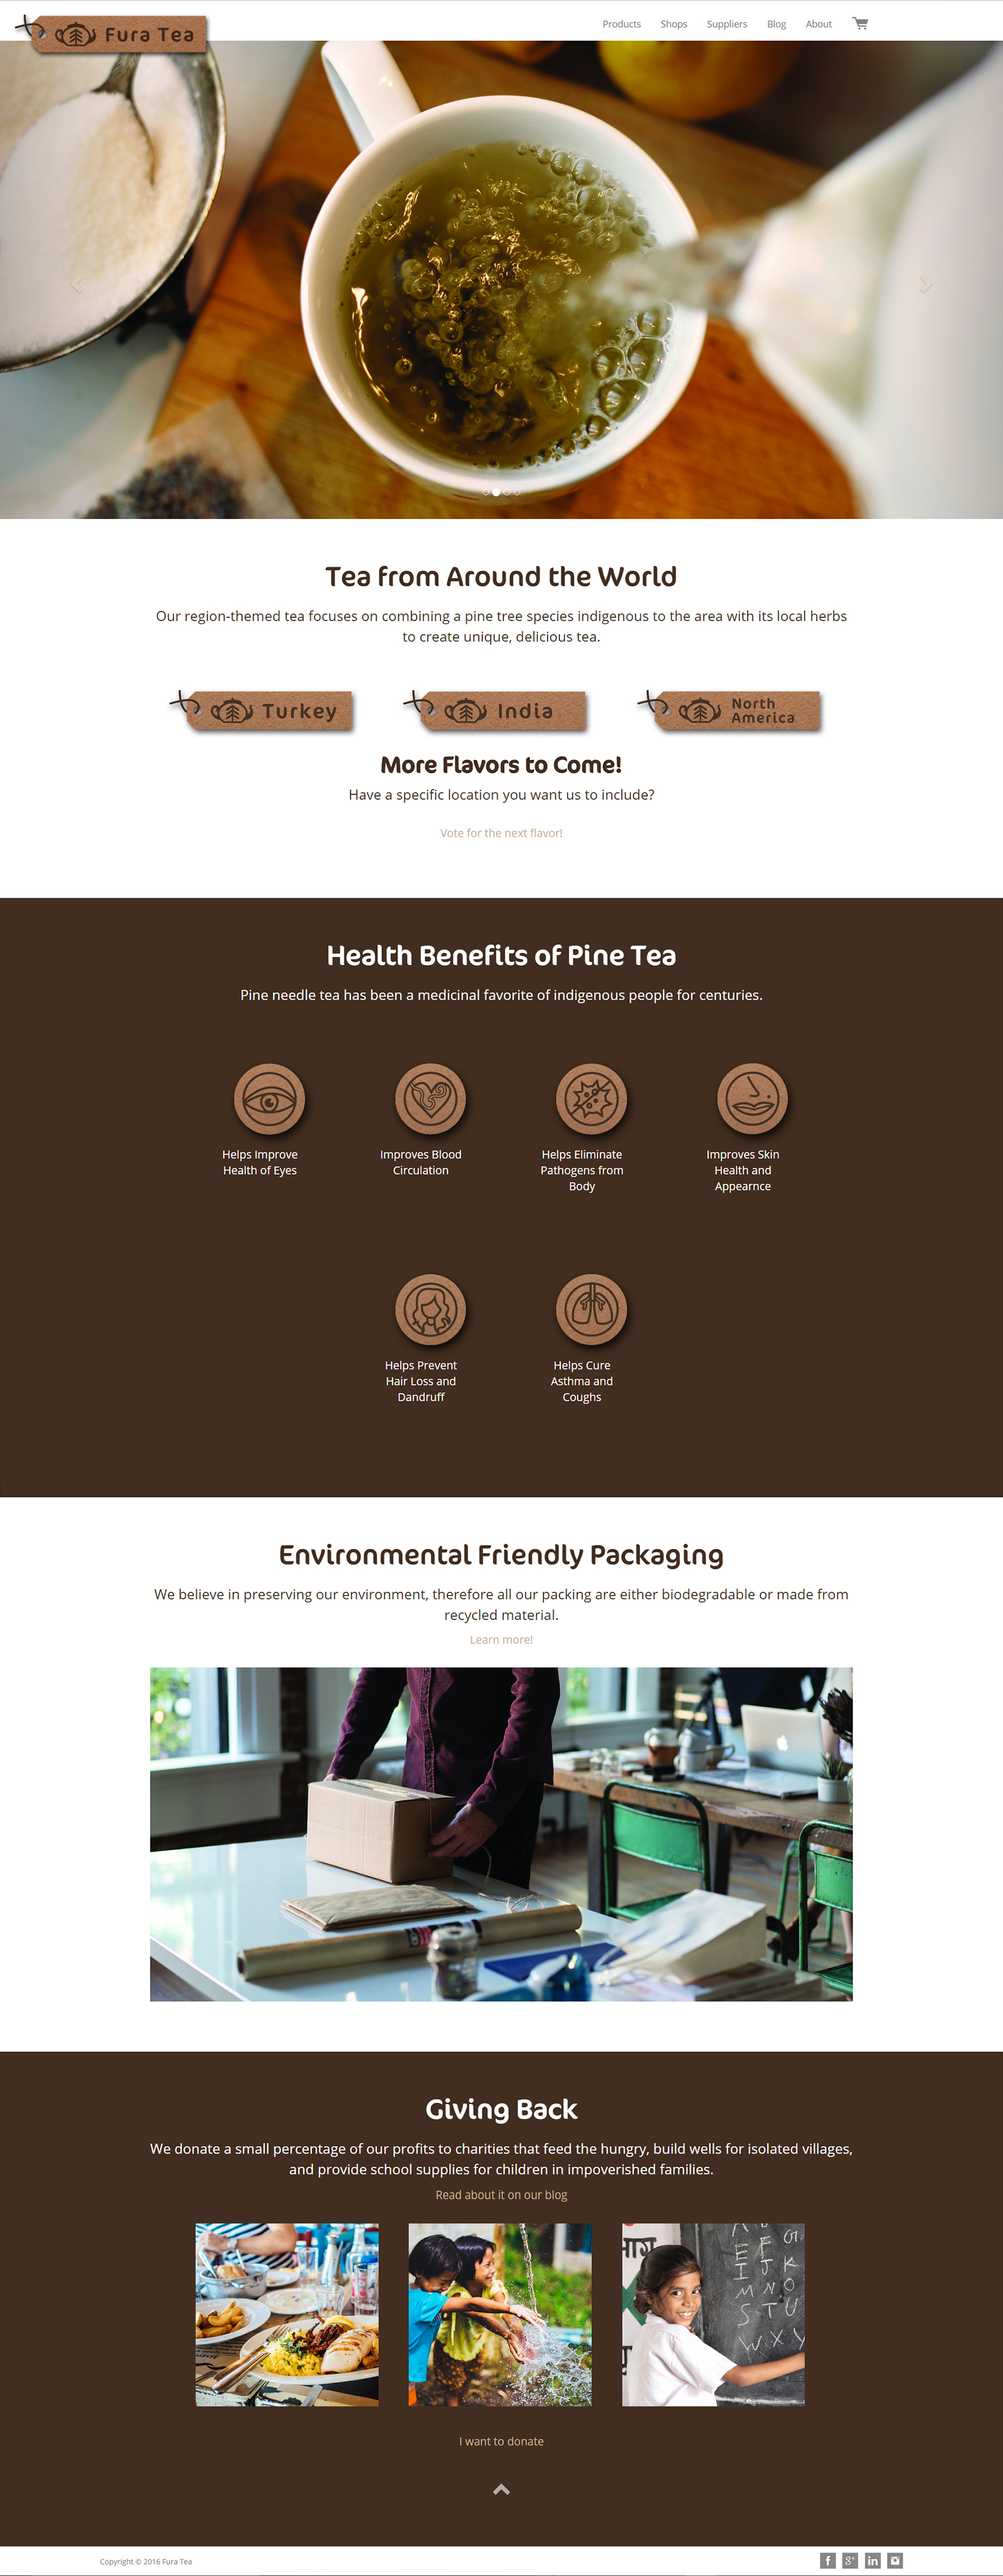 Fura Tea
Products Shops Suppliers Blog About
Tea from Around the World
Our region-themed tea focuses on combining a pine tree species indigenous to the area with its local herbs
to create unique, delicious tea.
Turkey
India
North
America
More Flavors to Come!
Have a specific location you want us to include?
Vote for the next flavor!
Health Benefits of Pine Tea
Pine needle tea has been a medicinal favorite of indigenous people for centuries.
Helps Improve
Health of Eyes
Improves Blood
Circulation
Helps Eliminate
Pathogens from
Body
Improves Skin
Health and
Appearnce
Helps Prevent
Hair Loss and
Dandruff
Helps Cure
Asthma and
Coughs
Environmental Friendly Packaging
We believe in preserving our environment, therefore all our packing are either biodegradable or made from
recycled material.
Learn more!
Giving Back
We donate a small percentage of our profits to charities that feed the hungry, build wells for isolated villages,
and provide school supplies for children in impoverished families.
Read about it on our blog
E F G
I J K
M N O
S T U
W X Y
I want to donate
Copyright © 2016 Fura Tea
f g+ in